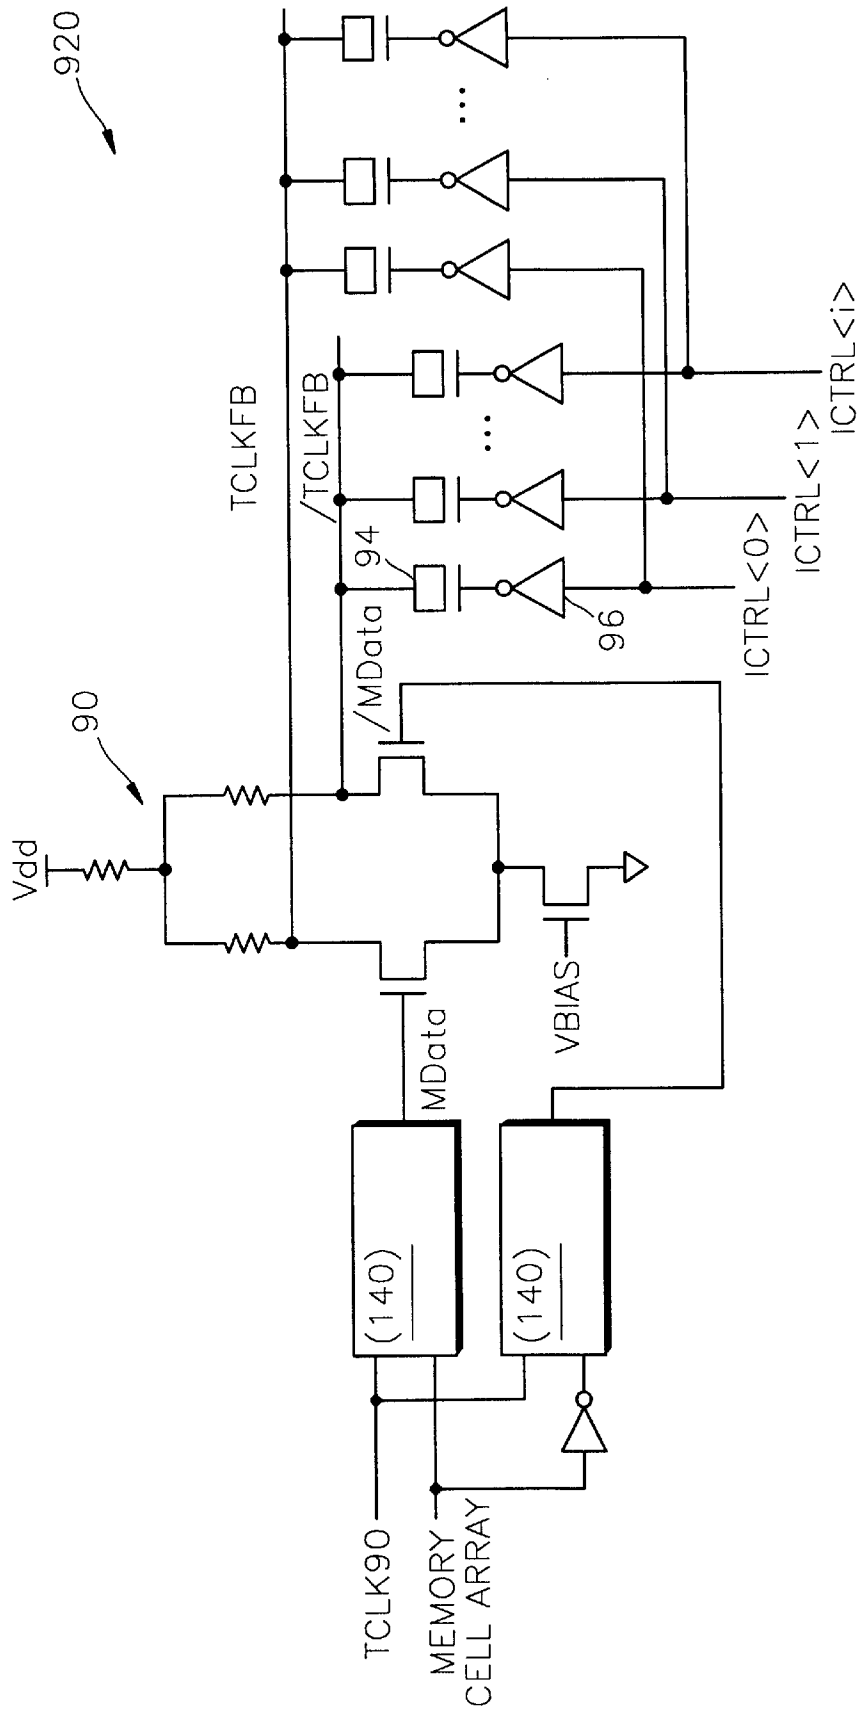 920
90
Vdd
TCLKFB
/TCLKFB
94
/MData
96
ICTRL<0>
ICTRL<1>
ICTRL<i>
MData
VBIAS
(140)
(140)
TCLK90
MEMORY
CELL ARRAY